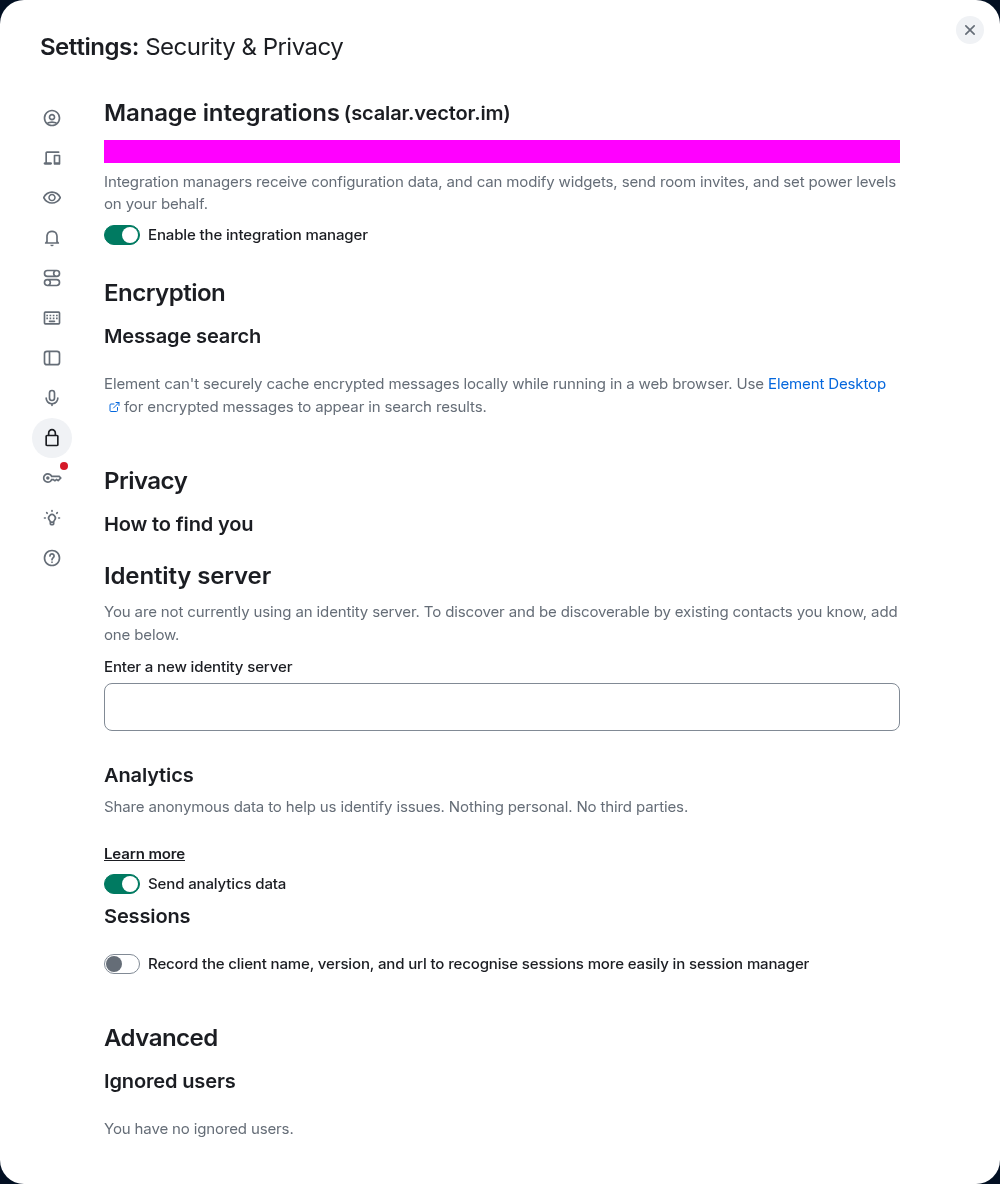 Settings: Security & Privacy
Manage integrations (scalar.vector.im)
Integration managers receive configuration data, and can modify widgets, send room invites, and set power levels
on your behalf.
Enable the integration manager
Encryption
Message search
Element can't securely cache encrypted messages locally while running in a web browser. Use Element Desktop
for encrypted messages to appear in search results.
Privacy
How to find you
Identity server
You are not currently using an identity server. To discover and be discoverable by existing contacts you know, add
one below.
Enter a new identity server
Analytics
Share anonymous data to help us identify issues. Nothing personal. No third parties.
Learn more
Send analytics data
Sessions
Record the client name, version, and url to recognise sessions more easily in session manager
Advanced
Ignored users
You have no ignored users.